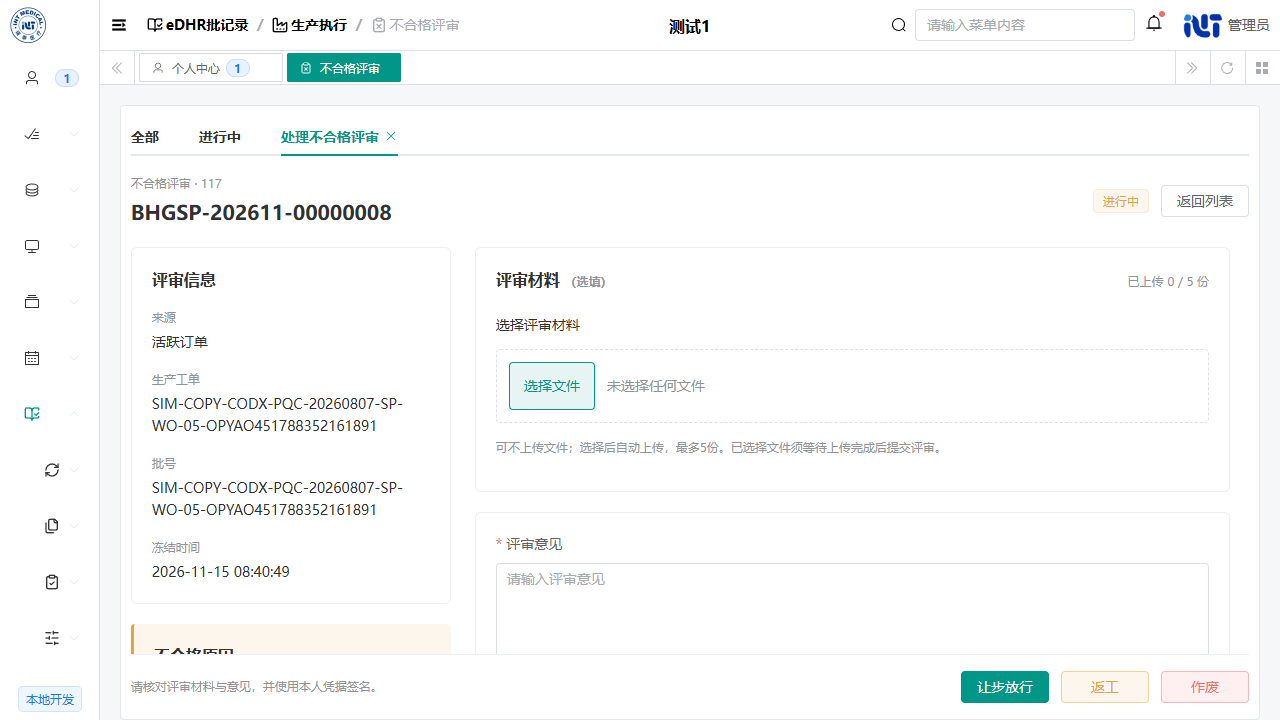 eDHR批记录 / 生产执行 / 不合格评审
测试1
请输入菜单内容
管理员
1
个人中心 1
不合格评审
全部
进行中
处理不合格评审
不合格评审 · 117
BHGSP-202611-00000008
进行中
返回列表
评审信息
来源
活跃订单
生产工单
SIM-COPY-CODX-PQC-20260807-SP-
WO-05-OPYAO451788352161891
批号
SIM-COPY-CODX-PQC-20260807-SP-
WO-05-OPYAO451788352161891
冻结时间
2026-11-15 08:40:49
不合格原因
评审材料 (选填)
已上传 0 / 5 份
选择评审材料
选择文件
未选择任何文件
可不上传文件；选择后自动上传，最多5份。已选择文件须等待上传完成后提交评审。
* 评审意见
请输入评审意见
请核对评审材料与意见，并使用本人凭据签名。
让步放行
返工
作废
本地开发